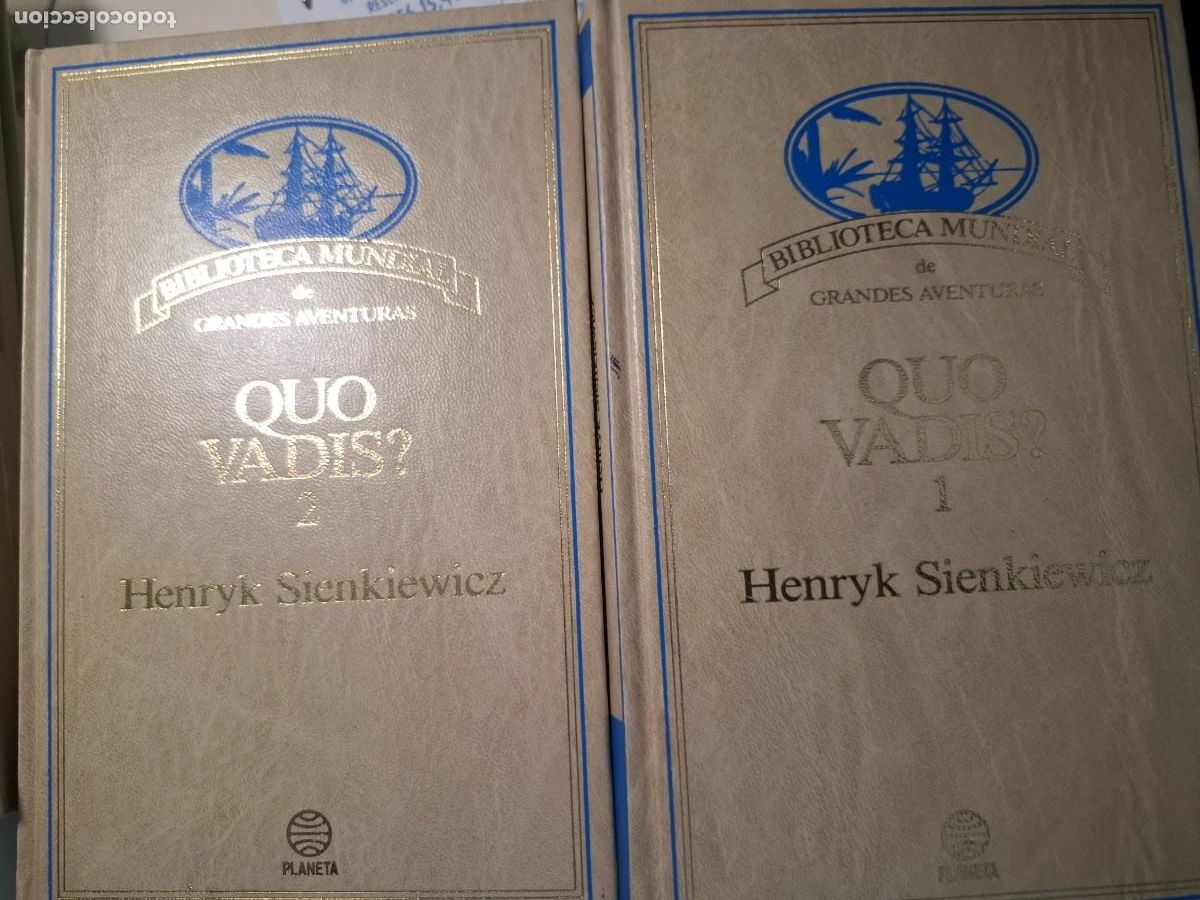 todocoleccion
BIBLIOTECA MUNDIAL
de
GRANDES AVENTURAS
QUO
VADIS?
2
Henryk Sienkiewicz
PLANETA
BIBLIOTECA MUNDIAL
de
GRANDES AVENTURAS
QUO
VADIS?
1
Henryk Sienkiewicz
PLANETA